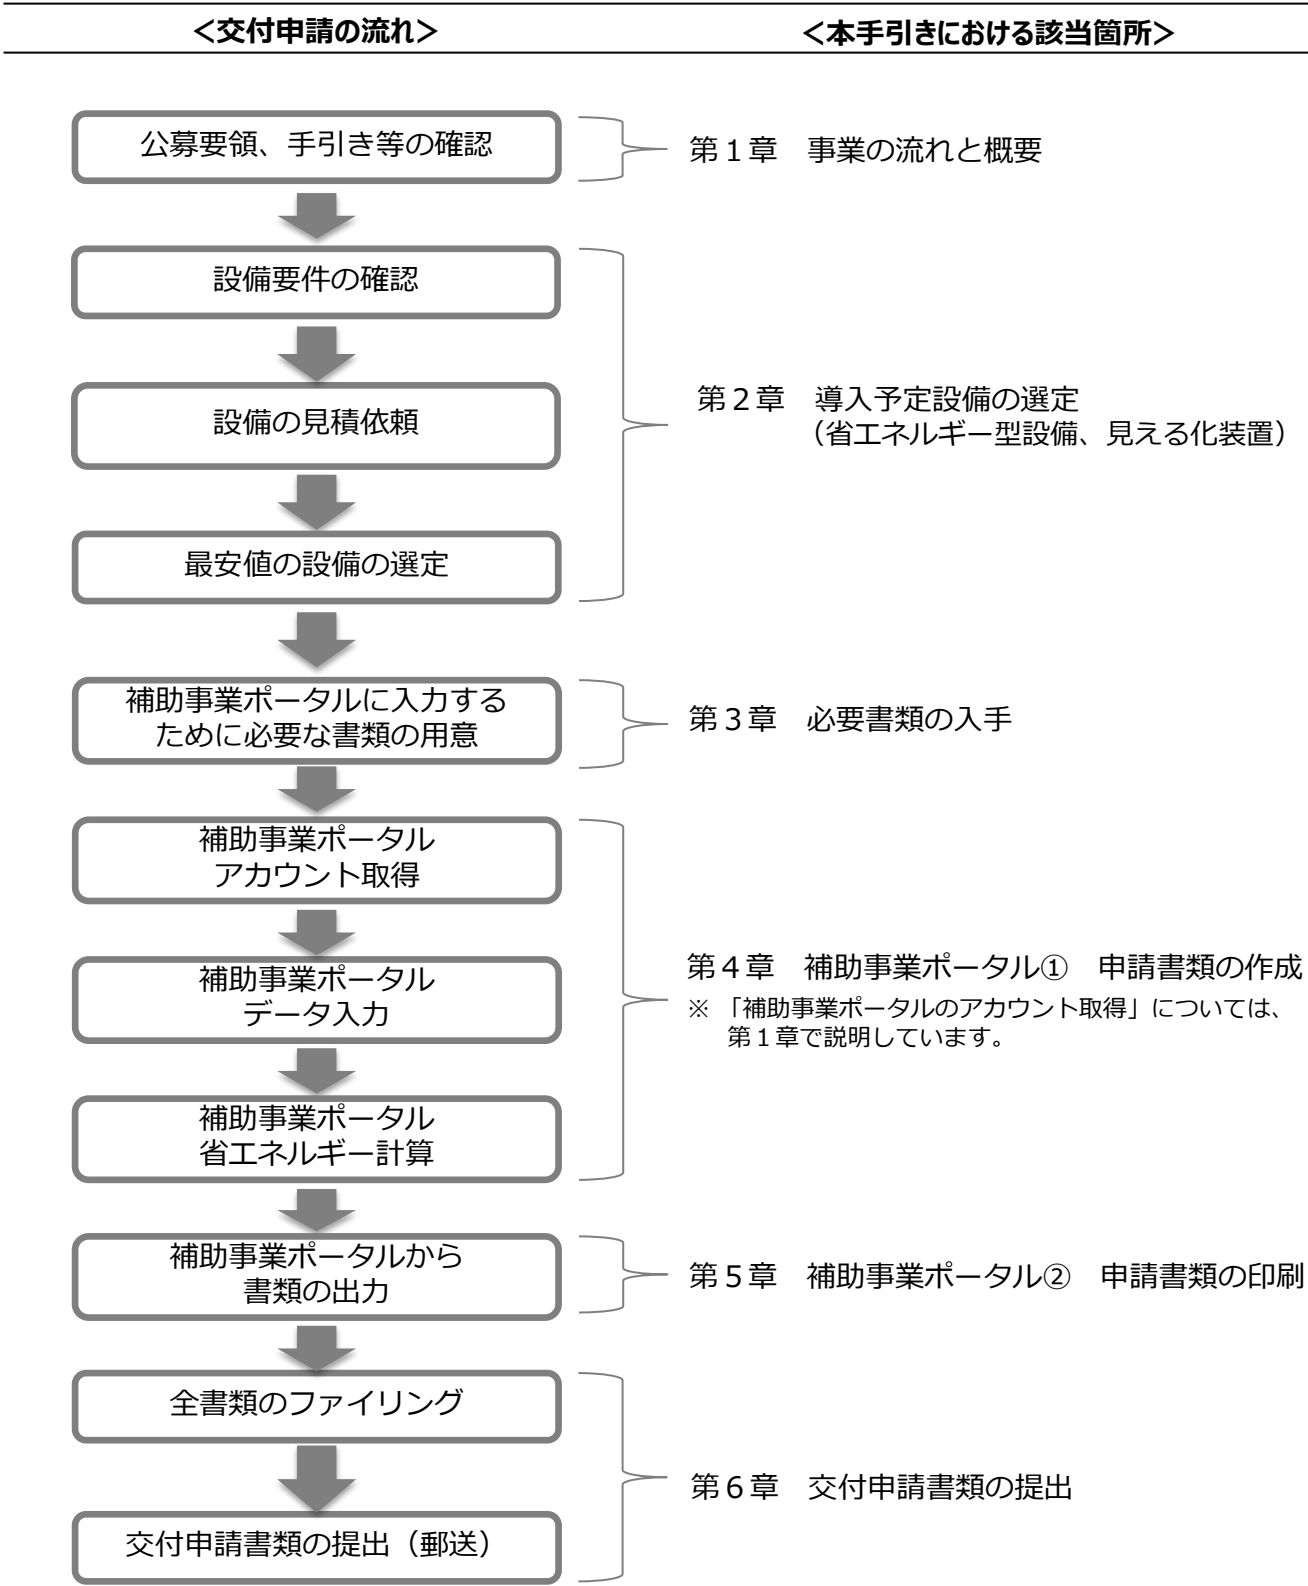 ＜交付申請の流れ＞
＜本手引きにおける該当箇所＞
公募要領、手引き等の確認
第１章　事業の流れと概要
設備要件の確認
設備の見積依頼
最安値の設備の選定
第２章　導入予定設備の選定
（省エネルギー型設備、見える化装置）
補助事業ポータルに入力する
ために必要な書類の用意
第３章　必要書類の入手
補助事業ポータル
アカウント取得
補助事業ポータル
データ入力
補助事業ポータル
省エネルギー計算
第４章　補助事業ポータル①　申請書類の作成
※　「補助事業ポータルのアカウント取得」については、
第１章で説明しています。
補助事業ポータルから
書類の出力
第５章　補助事業ポータル②　申請書類の印刷
全書類のファイリング
交付申請書類の提出（郵送）
第６章　交付申請書類の提出